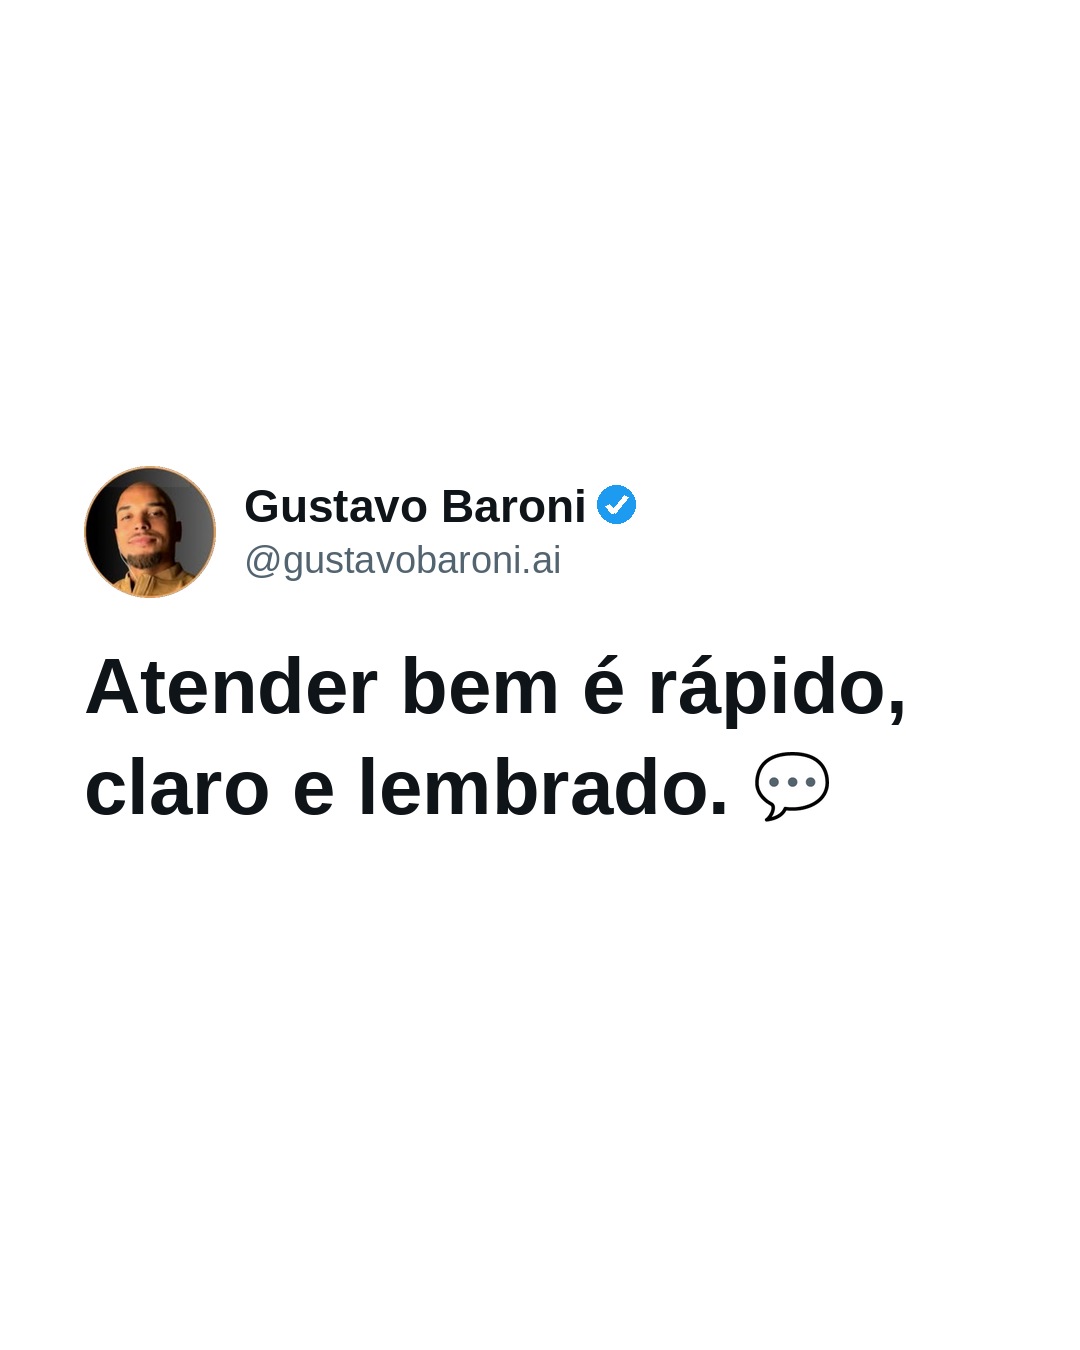 Gustavo Baroni
@gustavobaroni.ai
Atender bem é rápido,
claro e lembrado. 💬